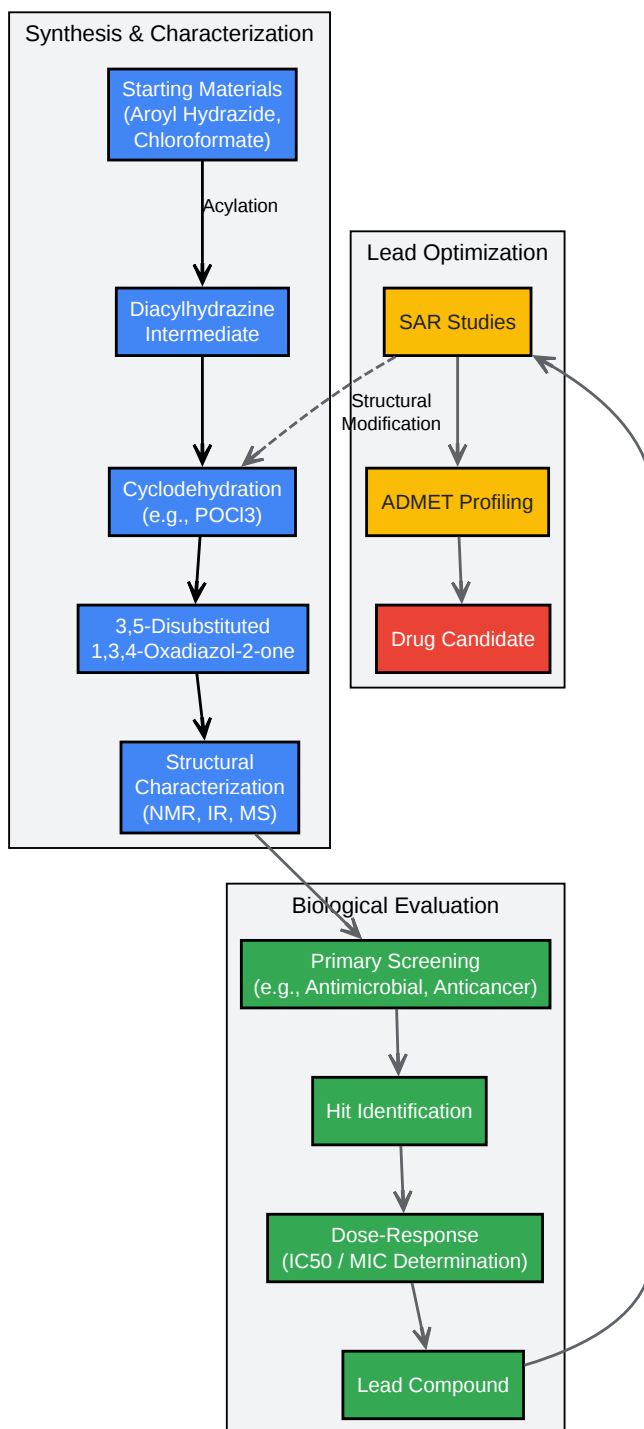 Synthesis & Characterization
Starting Materials
(Aroyl Hydrazide,
Chloroformate)
Acylation
Diacylhydrazine
Intermediate
Cyclodehydration
(e.g., POCl3)
3,5-Disubstituted
1,3,4-Oxadiazol-2-one
Structural
Characterization
(NMR, IR, MS)
Lead Optimization
SAR Studies
Structural
Modification
ADMET Profiling
Drug Candidate
Biological Evaluation
Primary Screening
(e.g., Antimicrobial, Anticancer)
Hit Identification
Dose-Response
(IC50 / MIC Determination)
Lead Compound